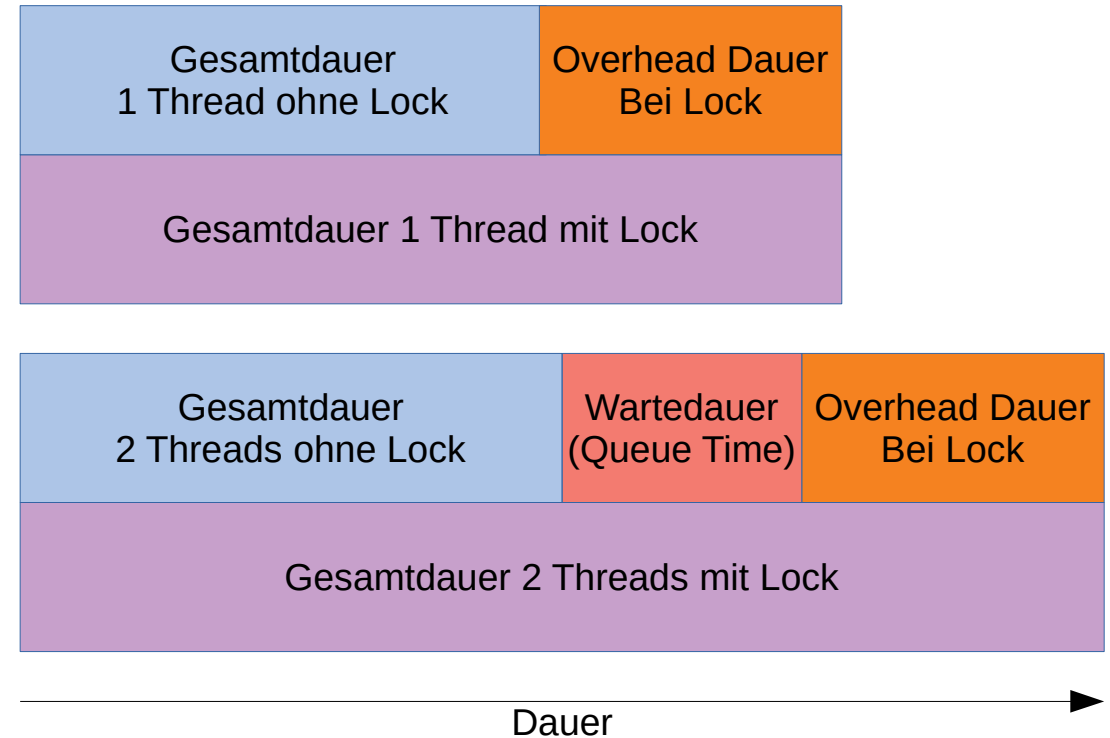 Gesamtdauer
1 Thread ohne Lock
Overhead Dauer
Bei Lock
Gesamtdauer 1 Thread mit Lock
Gesamtdauer
2 Threads ohne Lock
Wartedauer
(Queue Time)
Overhead Dauer
Bei Lock
Gesamtdauer 2 Threads mit Lock
Dauer